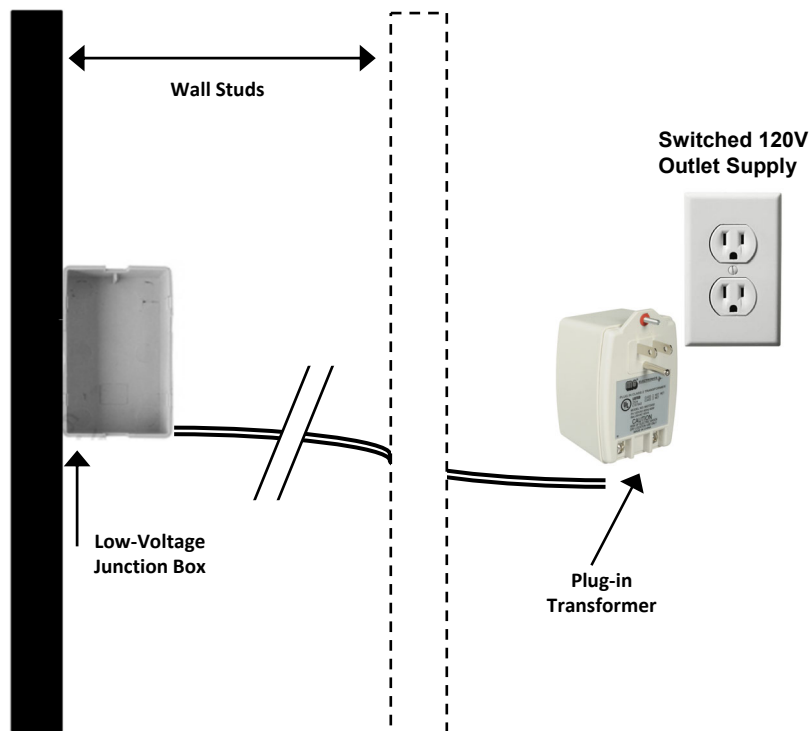 Wall Studs
Switched 120V
Outlet Supply
Low-Voltage
Junction Box
Plug-in
Transformer
CAUTION